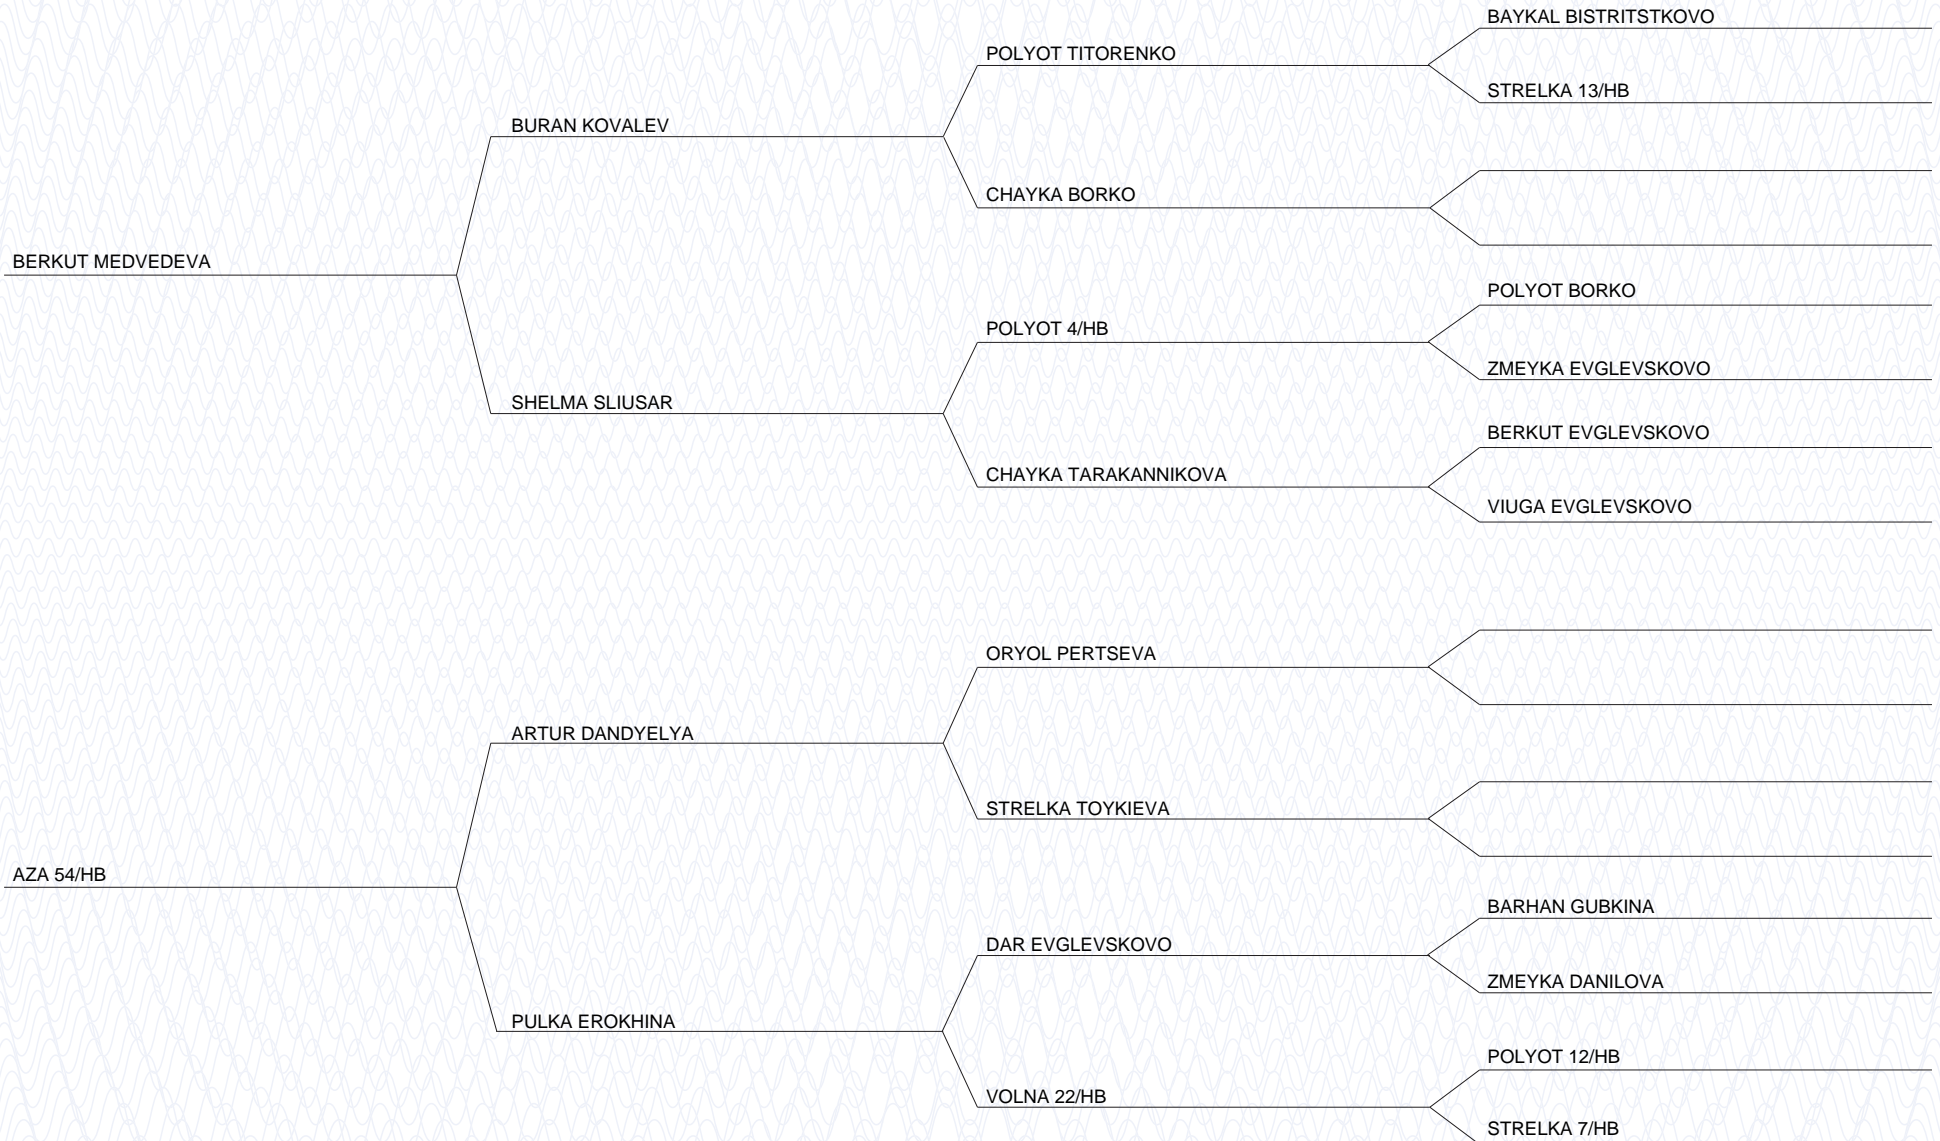 BAYKAL BISTRITSTKOVO
POLYOT TITORENKO
STRELKA 13/HB
BURAN KOVALEV
CHAYKA BORKO
BERKUT MEDVEDEVA
POLYOT BORKO
POLYOT 4/HB
ZMEYKA EVGLEVSKOVO
SHELMA SLIUSAR
BERKUT EVGLEVSKOVO
CHAYKA TARAKANNIKOVA
VIUGA EVGLEVSKOVO
ORYOL PERTSEVA
ARTUR DANDYELYA
STRELKA TOYKIEVA
AZA 54/HB
BARHAN GUBKINA
DAR EVGLEVSKOVO
ZMEYKA DANILOVA
PULKA EROKHINA
POLYOT 12/HB
VOLNA 22/HB
STRELKA 7/HB